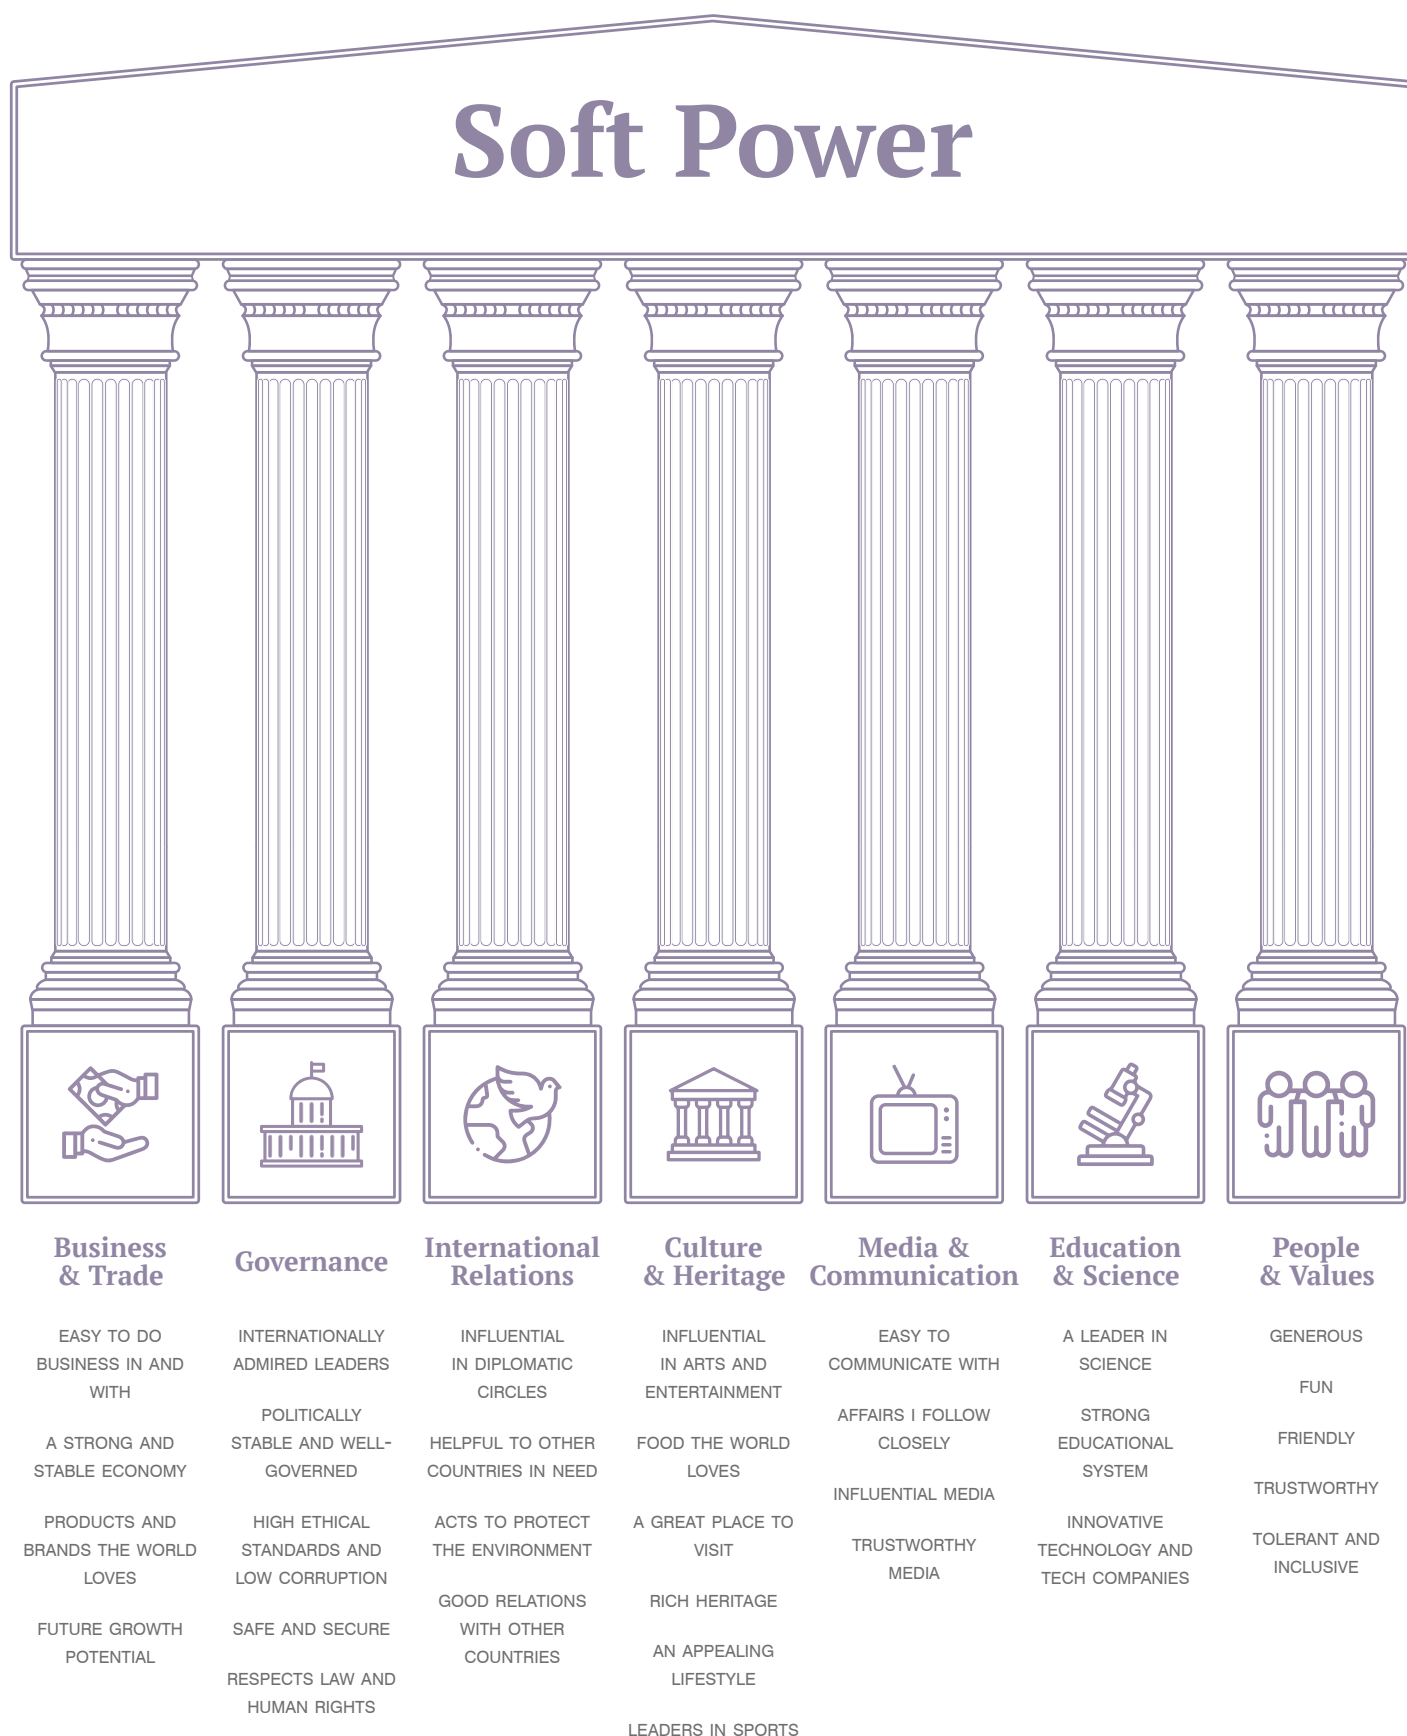 Soft Power
Business
& Trade
EASY TO DO
BUSINESS IN AND
WITH
A STRONG AND
STABLE ECONOMY
PRODUCTS AND
BRANDS THE WORLD
LOVES
FUTURE GROWTH
POTENTIAL
Governance
INTERNATIONALLY
ADMIRED LEADERS
POLITICALLY
STABLE AND WELL-
GOVERNED
HIGH ETHICAL
STANDARDS AND
LOW CORRUPTION
SAFE AND SECURE
RESPECTS LAW AND
HUMAN RIGHTS
International
Relations
INFLUENTIAL
IN DIPLOMATIC
CIRCLES
HELPFUL TO OTHER
COUNTRIES IN NEED
ACTS TO PROTECT
THE ENVIRONMENT
GOOD RELATIONS
WITH OTHER
COUNTRIES
Culture
& Heritage
INFLUENTIAL
IN ARTS AND
ENTERTAINMENT
FOOD THE WORLD
LOVES
A GREAT PLACE TO
VISIT
RICH HERITAGE
AN APPEALING
LIFESTYLE
LEADERS IN SPORTS
Media &
Communication
EASY TO
COMMUNICATE WITH
AFFAIRS I FOLLOW
CLOSELY
INFLUENTIAL MEDIA
TRUSTWORTHY
MEDIA
Education
& Science
A LEADER IN
SCIENCE
STRONG
EDUCATIONAL
SYSTEM
INNOVATIVE
TECHNOLOGY AND
TECH COMPANIES
People
& Values
GENEROUS
FUN
FRIENDLY
TRUSTWORTHY
TOLERANT AND
INCLUSIVE